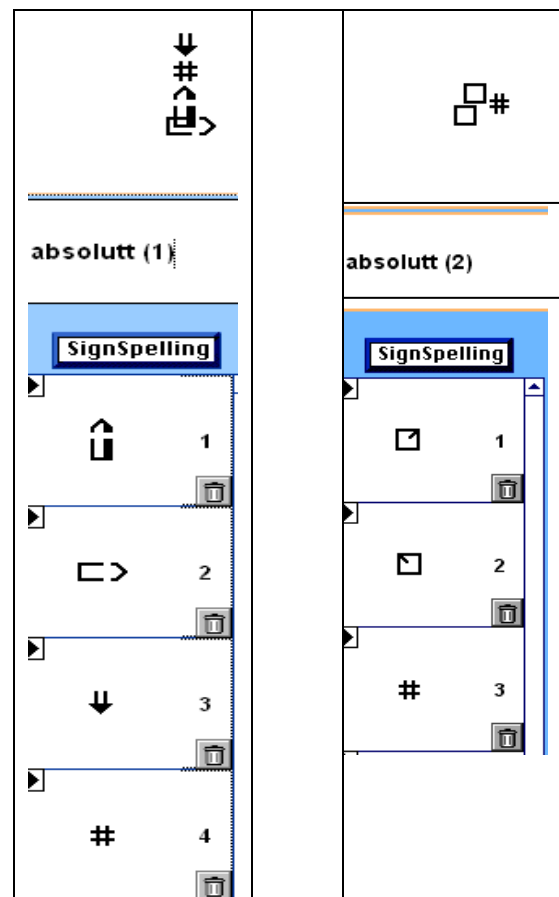 #
#
absolutt (1)
absolutt (2)
SignSpelling
SignSpelling
1
2
3
#
4
1
2
#
3